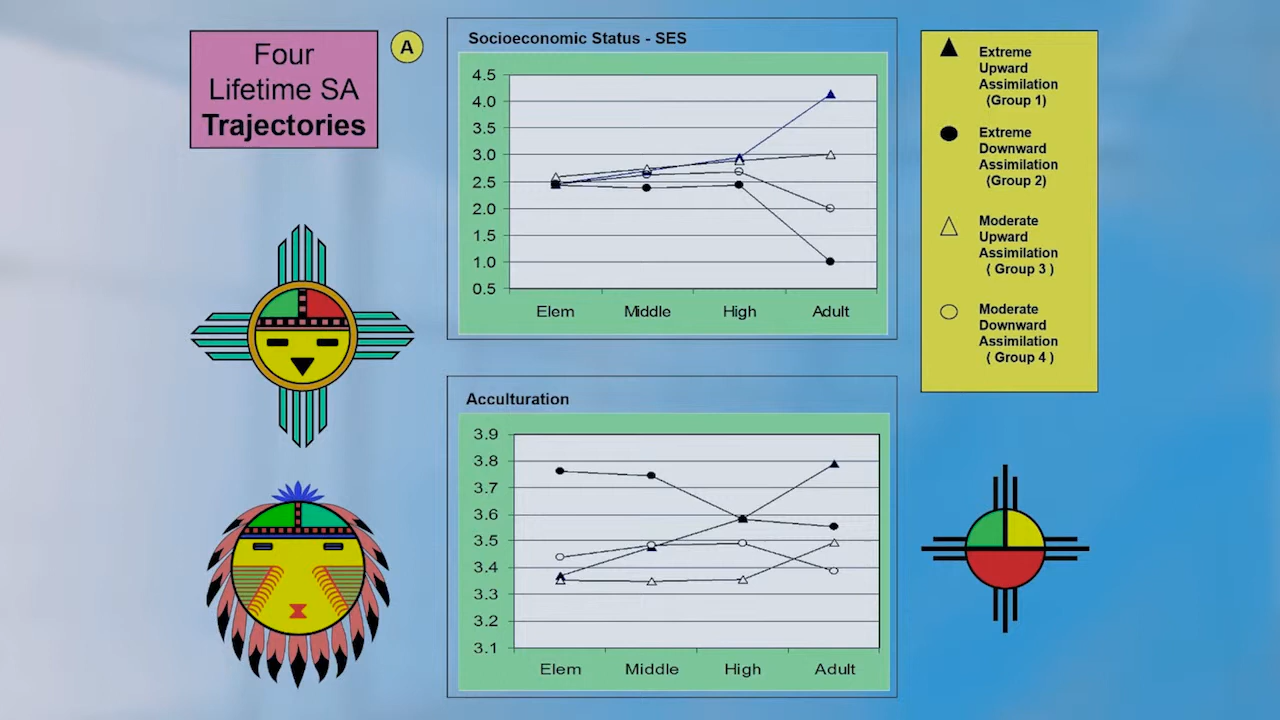 Four
Lifetime SA
Trajectories
A
Socioeconomic Status - SES
4.5
4.0
3.5
3.0
2.5
2.0
1.5
1.0
0.5
Elem Middle High Adult
Extreme
Upward
Assimilation
(Group 1)
Extreme
Downward
Assimilation
(Group 2)
Moderate
Upward
Assimilation
( Group 3 )
Moderate
Downward
Assimilation
( Group 4 )
Acculturation
3.9
3.8
3.7
3.6
3.5
3.4
3.3
3.2
3.1
Elem Middle High Adult